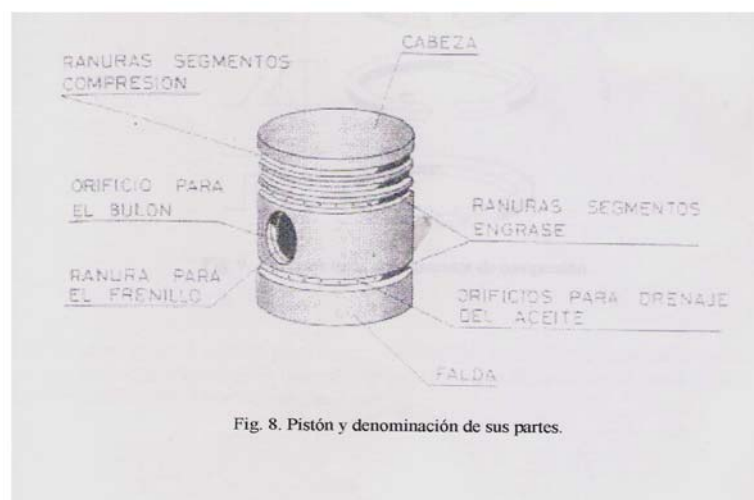 CABEZA
RANURAS SEGMENTOS
COMPRESION
ORIFICIO PARA
EL BULON
RANURAS SEGMENTOS
ENGRASE
RANURA PARA
EL FRENILLO
ORIFICIOS PARA DRENAJE
DEL ACEITE
FALDA
Fig. 8. Pistón y denominación de sus partes.